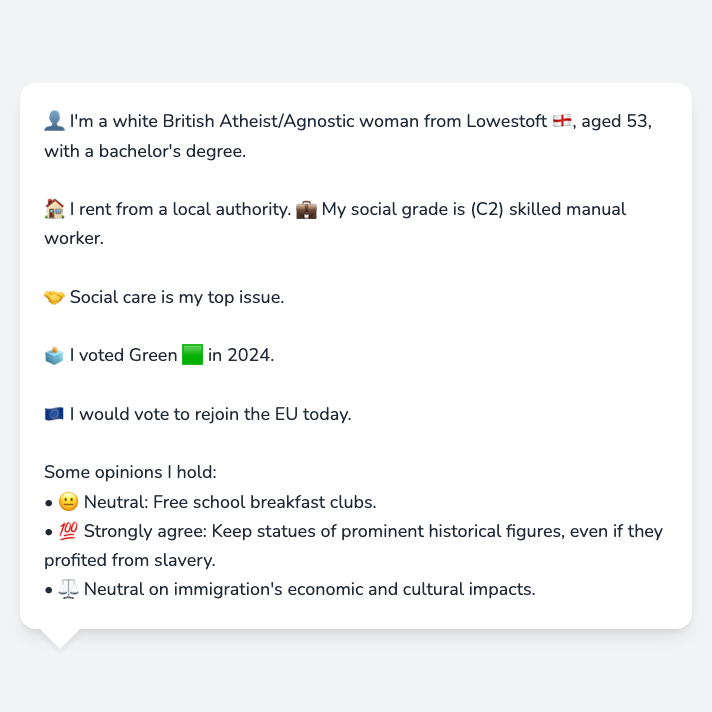 👤 I'm a white British Atheist/Agnostic woman from Lowestoft 🏴󠁧󠁢󠁥󠁮󠁧󠁿, aged 53,
with a bachelor's degree.
🏠 I rent from a local authority. 💼 My social grade is (C2) skilled manual
worker.
🤝 Social care is my top issue.
🗳️ I voted Green 🟩 in 2024.
🇪🇺 I would vote to rejoin the EU today.
Some opinions I hold:
• 😐 Neutral: Free school breakfast clubs.
• 💯 Strongly agree: Keep statues of prominent historical figures, even if they
profited from slavery.
• ⚖️ Neutral on immigration's economic and cultural impacts.